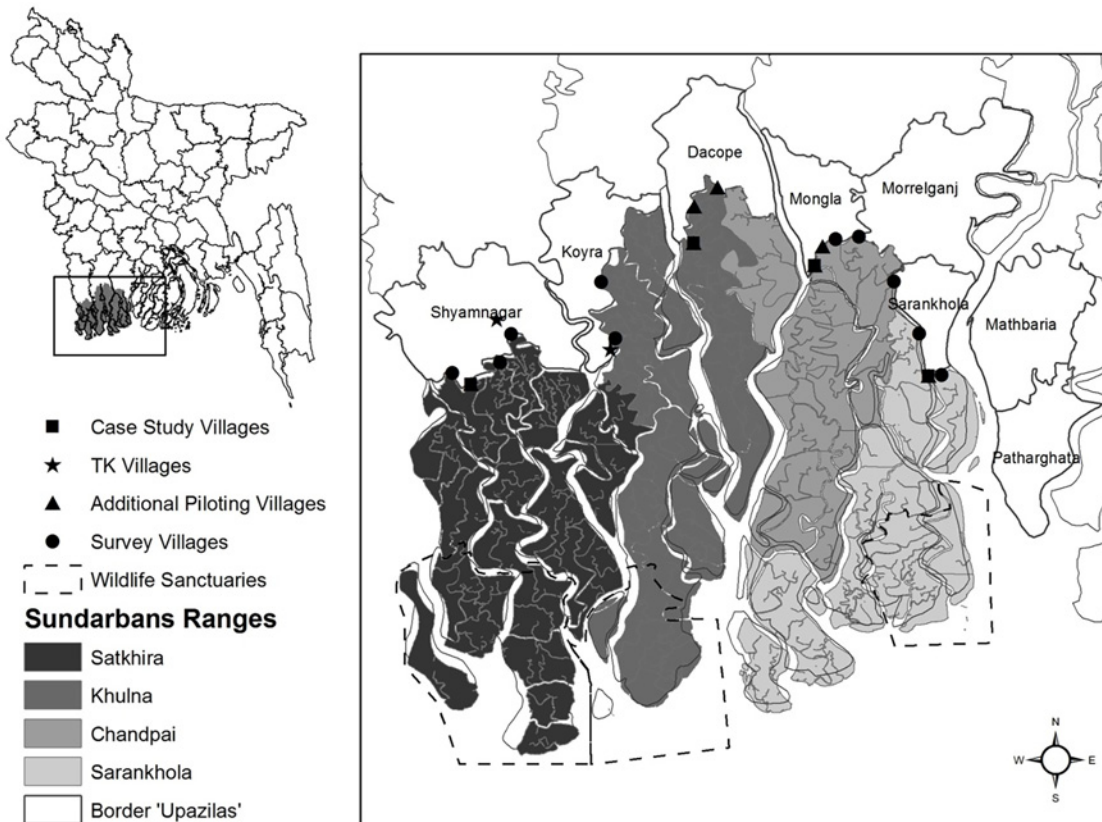 Dacope
Mongla
Morrelganj
Koyra
Shyamnagar
Sarankhola
Mathbaria
Patharghata
Case Study Villages
TK Villages
Additional Piloting Villages
Survey Villages
Wildlife Sanctuaries
Sundarbans Ranges
Satkhira
Khulna
Chandpai
Sarankhola
Border 'Upazilas'
N
W E
S